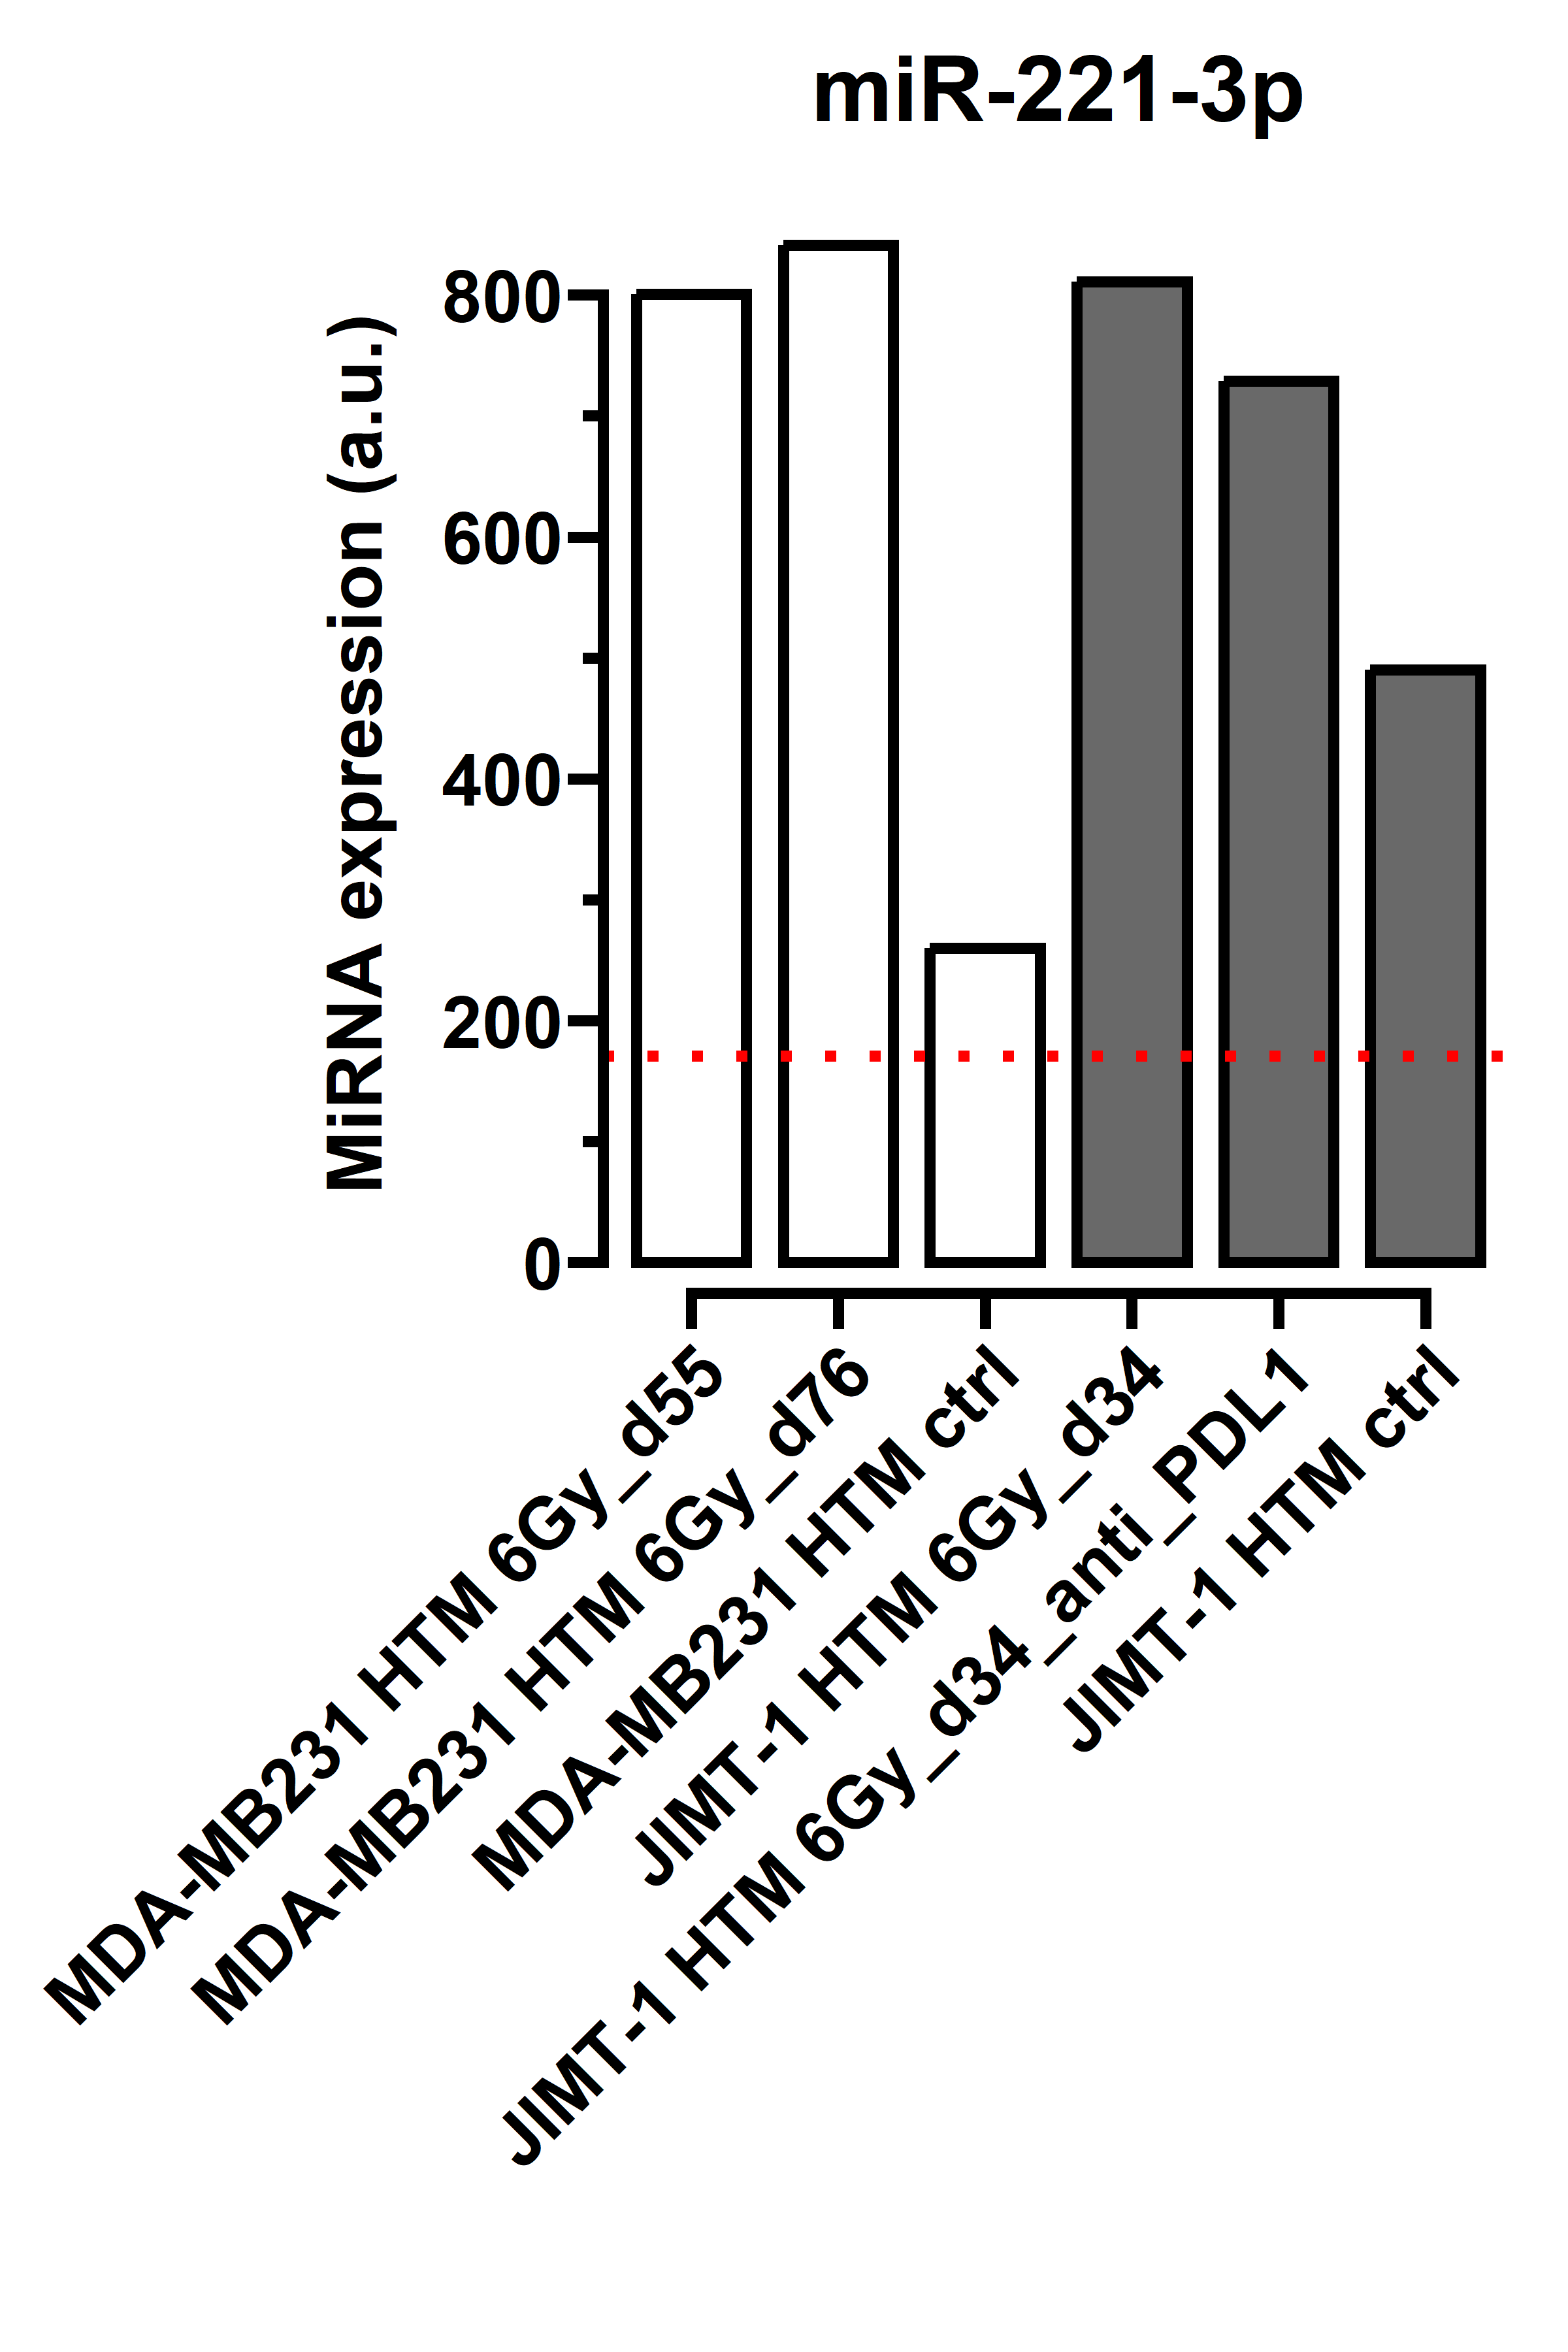 miR-221-3p
MiRNA expression (a.u.)
800
600
400
200
0
MDA-MB231 HTM 6Gy_d55
MDA-MB231 HTM 6Gy_d76
MDA-MB231 HTM ctrl
JIMT-1 HTM 6Gy_d34
JIMT-1 HTM 6Gy_d34_anti_PDL1
JIMT-1 HTM ctrl